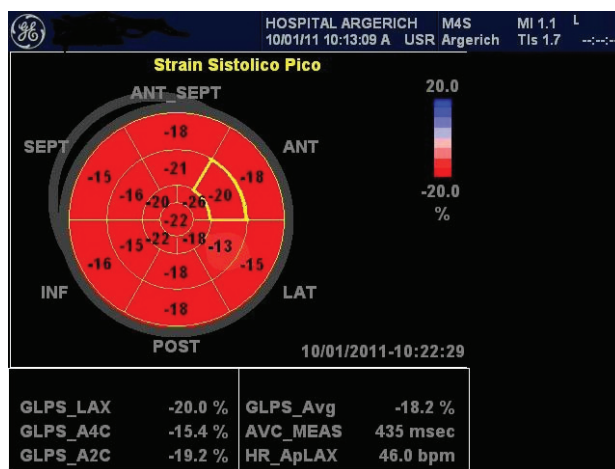 HOSPITAL ARGERICH M4S MI 1.1 L
10/01/11 10:13:09 A USR Argerich TIs 1.7 --:--:--
Strain Sistolico Pico
ANT_SEPT
20.0
SEPT
ANT
-18
-21
-15
-18
-16
-20
-26
-20
-20.0
%
-22
-15
-22
-18
-13
-16
-15
-18
INF
LAT
-18
POST
10/01/2011-10:22:29
GLPS_LAX -20.0 % GLPS_Avg -18.2 %
GLPS_A4C -15.4 % AVC_MEAS 435 msec
GLPS_A2C -19.2 % HR_ApLAX 46.0 bpm